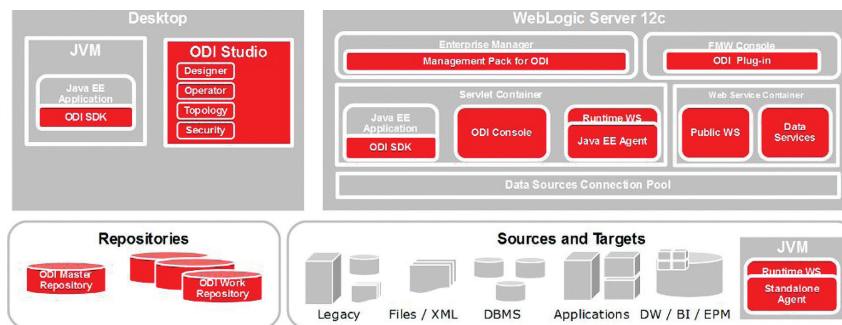 Desktop
JVM
Java EE
Application
ODI SDK
ODI Studio
Designer
Operator
Topology
Security
WebLogic Server 12c
Enterprise Manager
Management Pack for ODI
FMW Console
ODI Plug-in
Servlet Container
Java EE
Application
ODI SDK
ODI Console
Runtime WS
Java EE Agent
Web Service Container
Public WS
Data
Services
Data Sources Connection Pool
Repositories
ODI Master
Repository
ODI Work
Repository
Sources and Targets
Legacy
Files / XML
DBMS
Applications
DW / BI / EPM
JVM
Runtime WS
Standalone
Agent